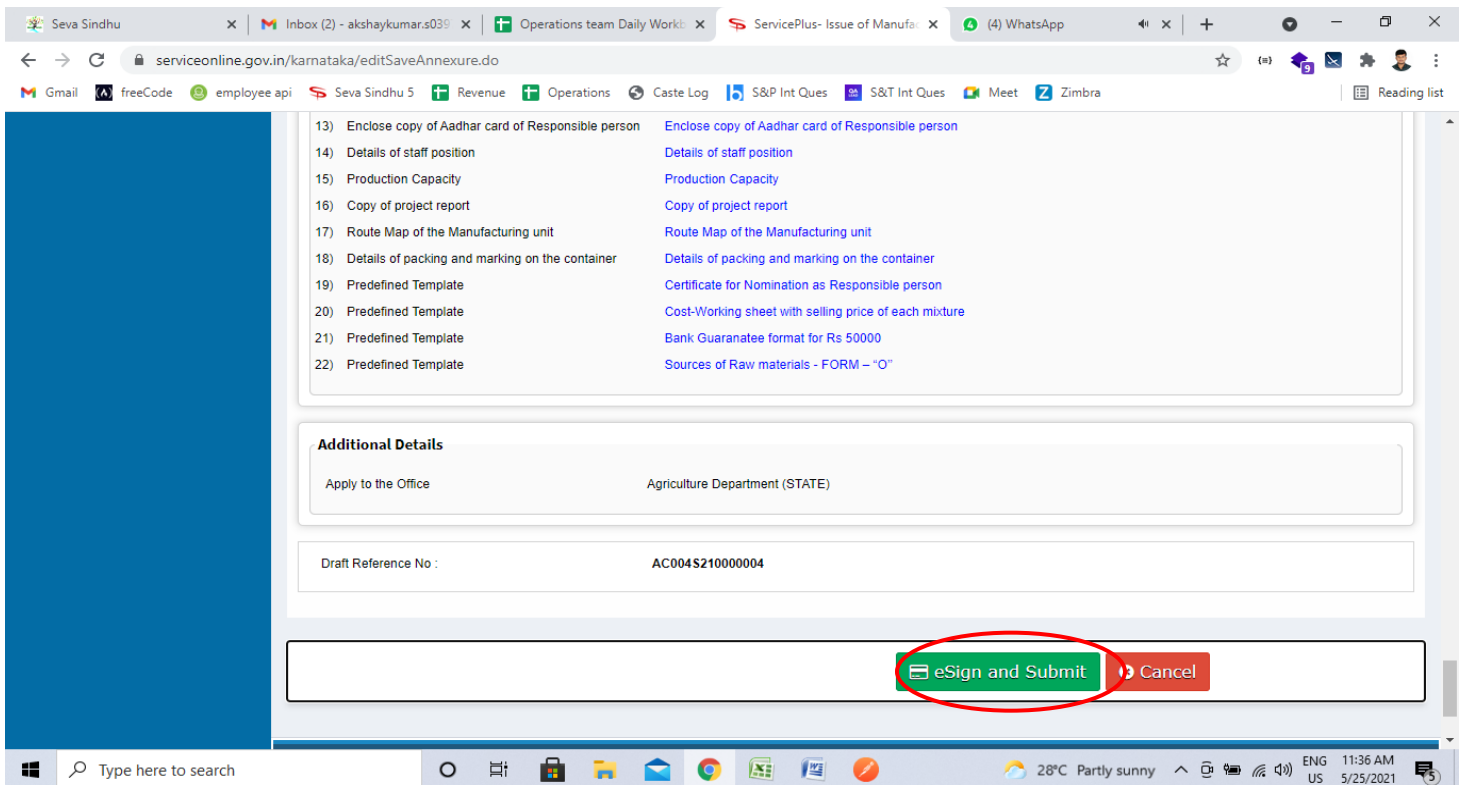 Seva Sindhu
Inbox (2) - akshaykumar.s039
Operations team Daily Workb
ServicePlus- Issue of Manufac
(4) WhatsApp
serviceonline.gov.in/karnataka/editSaveAnnexure.do
9
Gmail freeCode employee api Seva Sindhu 5 Revenue Operations Caste Log S&P Int Ques S&T Int Ques Meet Zimbra Reading list
13) Enclose copy of Aadhar card of Responsible person Enclose copy of Aadhar card of Responsible person
14) Details of staff position Details of staff position
15) Production Capacity Production Capacity
16) Copy of project report Copy of project report
17) Route Map of the Manufacturing unit Route Map of the Manufacturing unit
18) Details of packing and marking on the container Details of packing and marking on the container
19) Predefined Template Certificate for Nomination as Responsible person
20) Predefined Template Cost-Working sheet with selling price of each mixture
21) Predefined Template Bank Guaranatee format for Rs 50000
22) Predefined Template Sources of Raw materials - FORM – “O”
Additional Details
Apply to the Office Agriculture Department (STATE)
Draft Reference No : AC004S210000004
eSign and Submit Cancel
Type here to search 28°C Partly sunny ENG 11:36 AM
US 5/25/2021 5